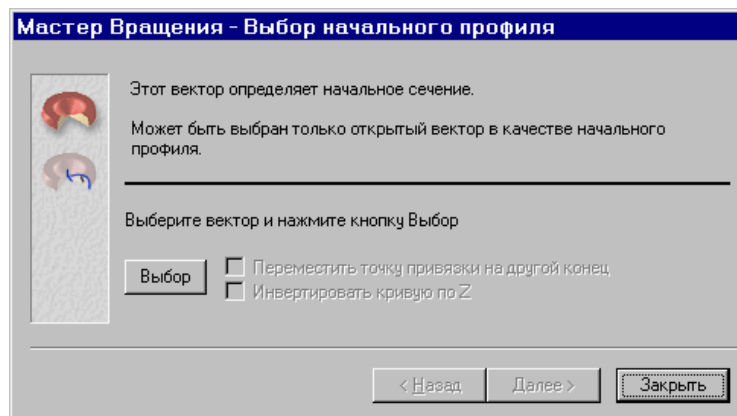 Мастер Вращения - Выбор начального профиля
Этот вектор определяет начальное сечение.
Может быть выбран только открытый вектор в качестве начального
профиля.
Выберите вектор и нажмите кнопку Выбор
Выбор
Переместить точку привязки на другой конец
Инвертировать кривую по Z
< Назад
Далее >
Закрыть